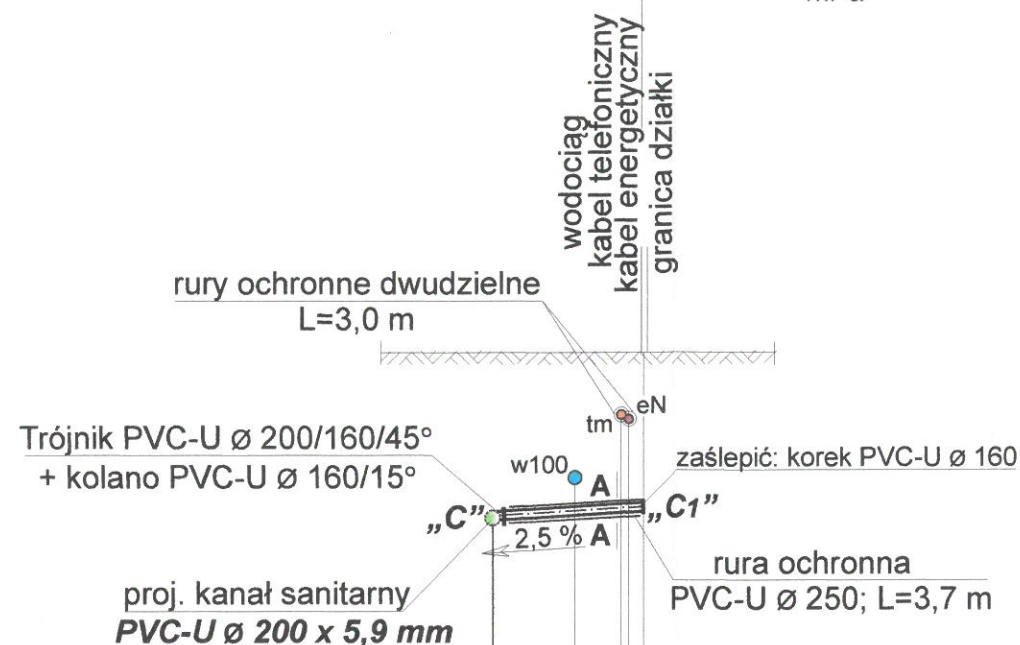 wodociąg
kabel telefoniczny
kabel energetyczny
granica działki
rury ochronne dwudzielne
L=3,0 m
eN
tm
Trójnik PVC-U ø 200/160/45°
+ kolano PVC-U ø 160/15°
w100
zaślepić: korek PVC-U ø 160
A
„C”
„C1”
2,5 % A
rura ochronna
PVC-U ø 250; L=3,7 m
proj. kanał sanitarny
PVC-U ø 200 x 5,9 mm